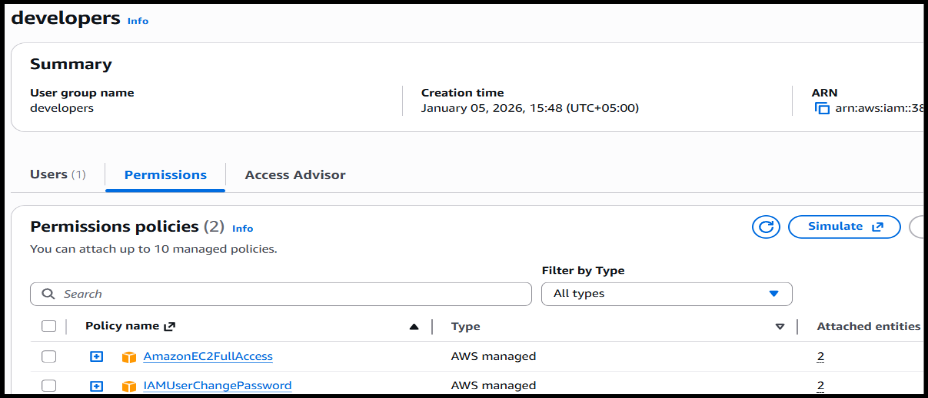 developers Info
Summary
User group name
developers
Creation time
January 05, 2026, 15:48 (UTC+05:00)
ARN
arn:aws:iam::38
Users (1)
Permissions
Access Advisor
Permissions policies (2) Info
You can attach up to 10 managed policies.
Simulate
Filter by Type
Search
All types
Policy name
Type
Attached entities
AmazonEC2FullAccess
AWS managed
2
IAMUserChangePassword
AWS managed
2